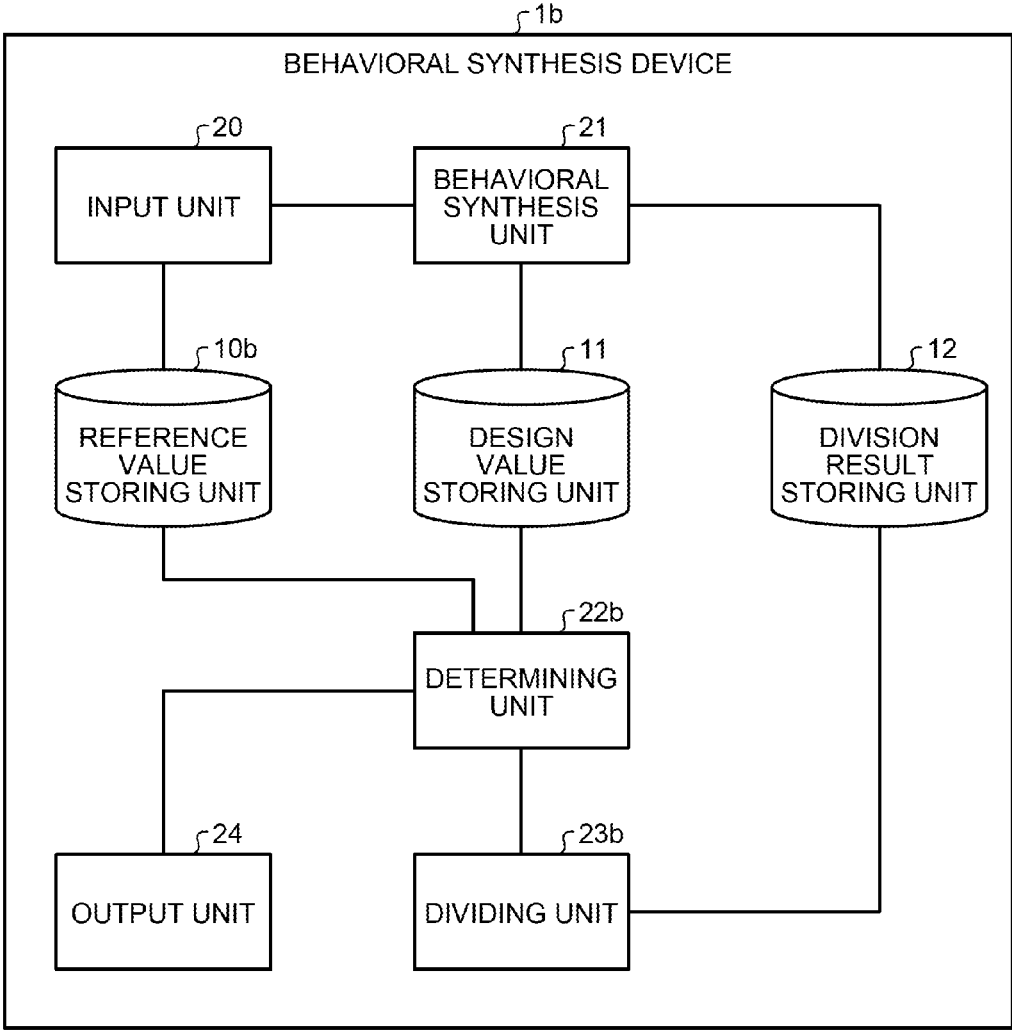 1b
BEHAVIORAL SYNTHESIS DEVICE
20
INPUT UNIT
21
BEHAVIORAL
SYNTHESIS
UNIT
10b
REFERENCE
VALUE
STORING UNIT
11
DESIGN
VALUE
STORING UNIT
12
DIVISION
RESULT
STORING UNIT
22b
DETERMINING
UNIT
24
OUTPUT UNIT
23b
DIVIDING UNIT